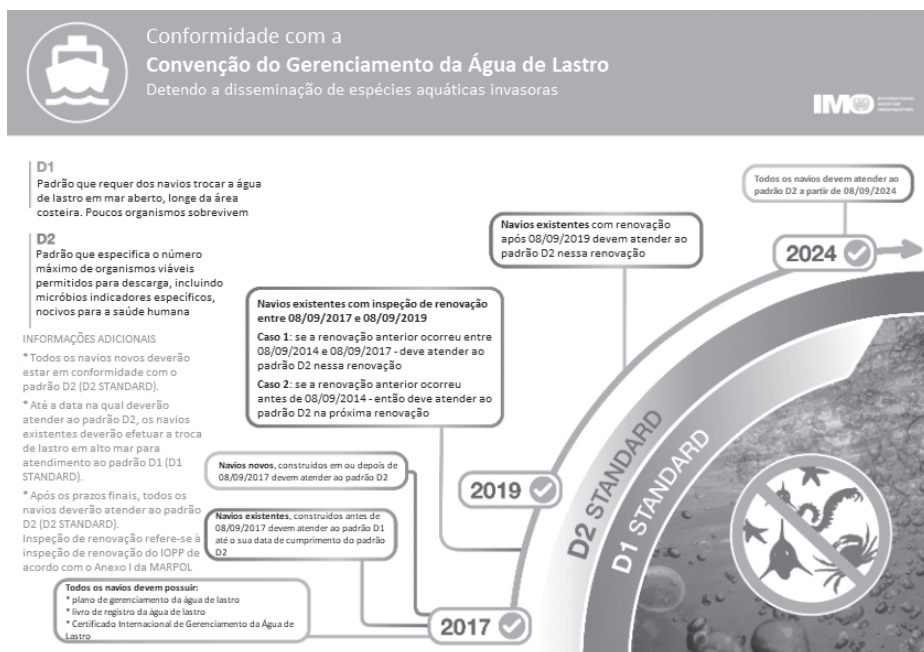 Conformidade com a
Convenção do Gerenciamento da Água de Lastro
Detendo a disseminação de espécies aquáticas invasoras
IMO
INTERNATIONAL
MARITIME
ORGANIZATION
D1
Padrão que requer dos navios trocar a água
de lastro em mar aberto, longe da área
costeira. Poucos organismos sobrevivem
D2
Padrão que especifica o número
máximo de organismos viáveis
permitidos para descarga, incluindo
micróbios indicadores específicos,
nocivos para a saúde humana
INFORMAÇÕES ADICIONAIS
* Todos os navios novos deverão
estar em conformidade com o
padrão D2 (D2 STANDARD).
* Até a data na qual deverão
atender ao padrão D2, os navios
existentes deverão efetuar a troca
de lastro em alto mar para
atendimento ao padrão D1 (D1
STANDARD).
* Após os prazos finais, todos os
navios deverão atender ao padrão
D2 (D2 STANDARD).
Inspeção de renovação refere-se à
inspeção de renovação do IOPP de
acordo com o Anexo I da MARPOL
Todos os navios devem atender ao
padrão D2 a partir de 08/09/2024
2024
Navios existentes com renovação
após 08/09/2019 devem atender ao
padrão D2 nessa renovação
Navios existentes com inspeção de renovação
entre 08/09/2017 e 08/09/2019
Caso 1: se a renovação anterior ocorreu entre
08/09/2014 e 08/09/2017 - deve atender ao
padrão D2 nessa renovação
Caso 2: se a renovação anterior ocorreu
antes de 08/09/2014 - então deve atender ao
padrão D2 na próxima renovação
2019
Navios novos, construídos em ou depois de
08/09/2017 devem atender ao padrão D2
Navios existentes, construídos antes de
08/09/2017 devem atender ao padrão D1
até o sua data de cumprimento do padrão
D2
Todos os navios devem possuir:
* plano de gerenciamento da água de lastro
* livro de registro da água de lastro
* Certificado Internacional de Gerenciamento da Água de
Lastro
2017
D2 STANDARD
D1 STANDARD